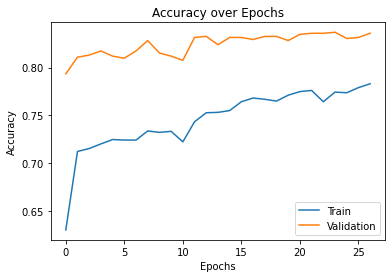 Accuracy over Epochs
Accuracy
0.80
0.75
0.70
0.65
0 5 10 15 20 25
Epochs
Train
Validation